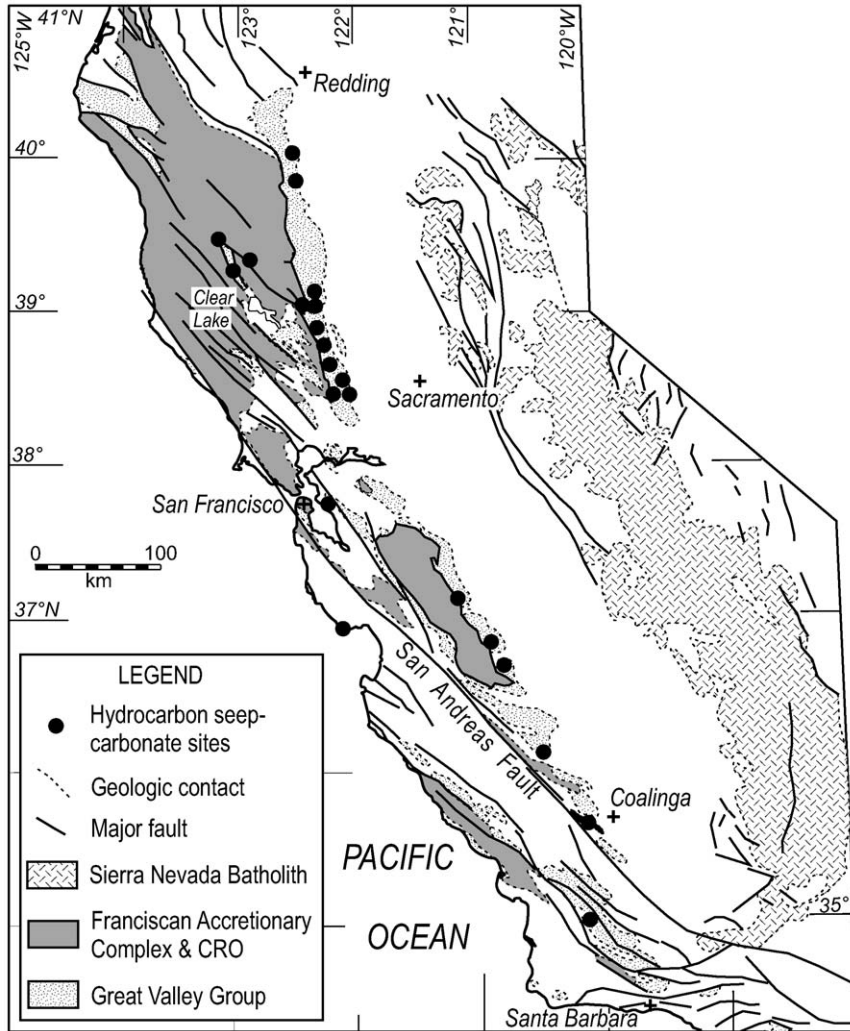 41°N
125°W
123°
122°
121°
120°W
Redding
40°
39°
Clear
Lake
Sacramento
38°
San Francisco
0 100
km
37°N
San Andreas Fault
LEGEND
Hydrocarbon seep-
carbonate sites
Geologic contact
Major fault
Sierra Nevada Batholith
Franciscan Accretionary
Complex & CRO
Great Valley Group
Coalinga
PACIFIC
OCEAN
35°
Santa Barbara